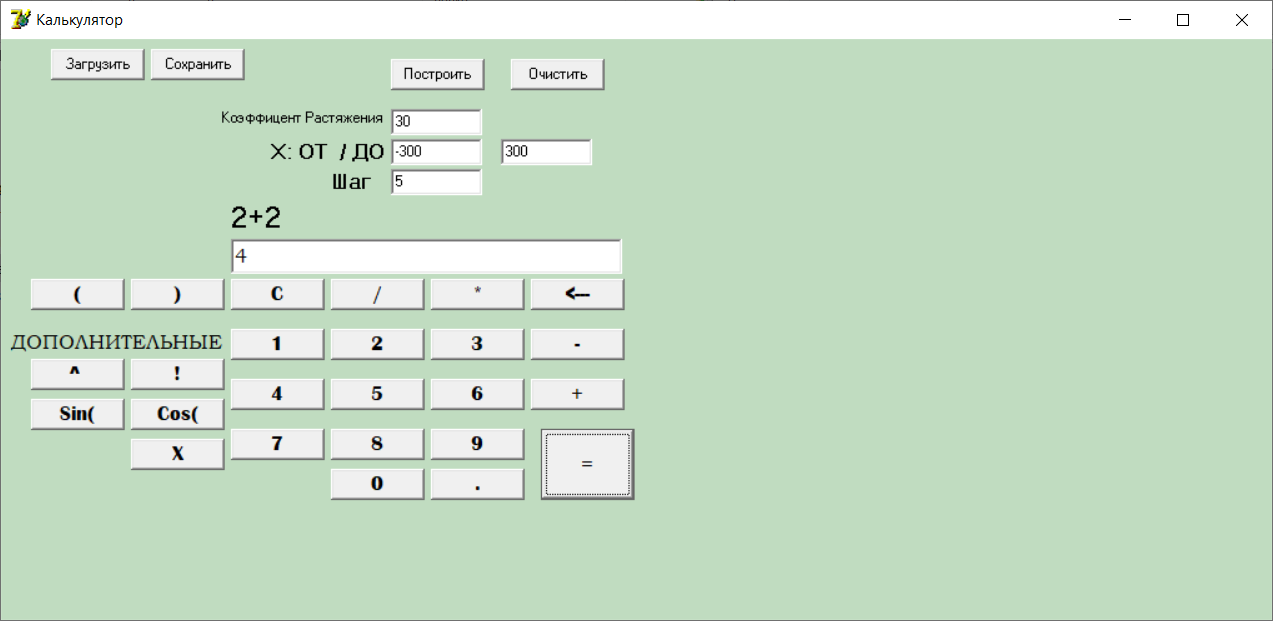 Калькулятор
Загрузить Сохранить
Построить Очистить
Коэффицент Растяжения 30
X: ОТ / ДО -300 300
Шаг 5
2+2
4
( ) C / * <---
ДОПОЛНИТЕЛЬНЫЕ 1 2 3 -
^ !
4 5 6 +
Sin( Cos(
X 7 8 9 =
0 .